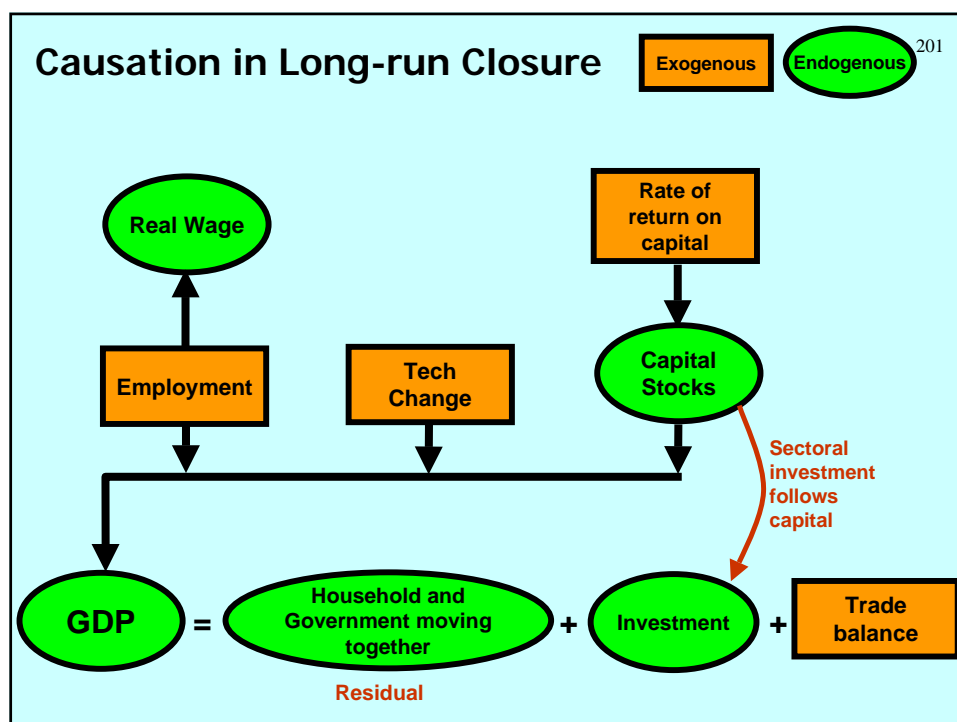 Causation in Long-run Closure
Exogenous
Endogenous
201
Real Wage
Rate of
return on
capital
Employment
Tech
Change
Capital
Stocks
Sectoral
investment
follows
capital
GDP
=
Household and
Government moving
together
+
Investment
+
Trade
balance
Residual